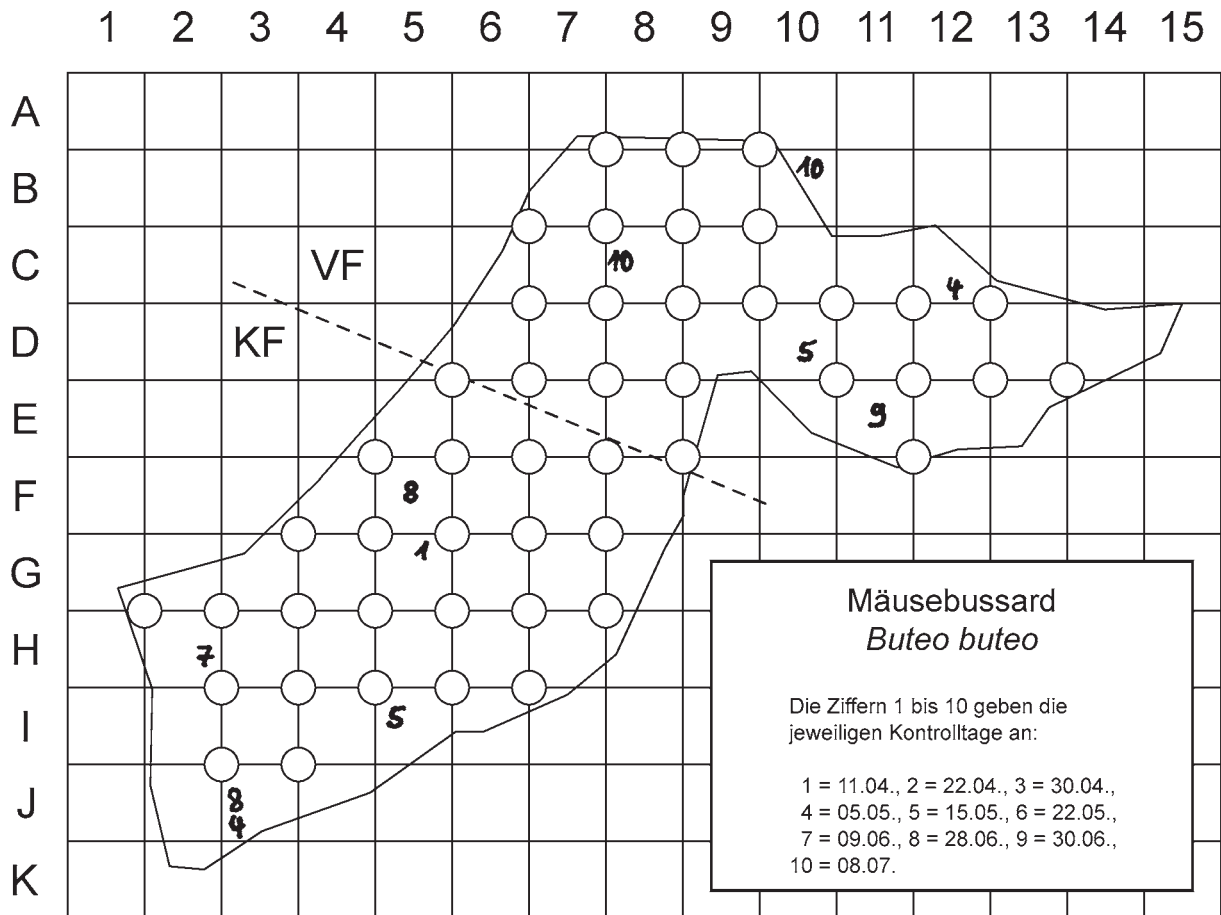 1 2 3 4 5 6 7 8 9 10 11 12 13 14 15
A
B 10
C VF 10 4
D KF 5
E 9
F 8
G 1
H 7
I 5
J 8
4
K
Mäusebussard
Buteo buteo
Die Ziffern 1 bis 10 geben die
jeweiligen Kontrolltage an:
1 = 11.04., 2 = 22.04., 3 = 30.04.,
4 = 05.05., 5 = 15.05., 6 = 22.05.,
7 = 09.06., 8 = 28.06., 9 = 30.06.,
10 = 08.07.